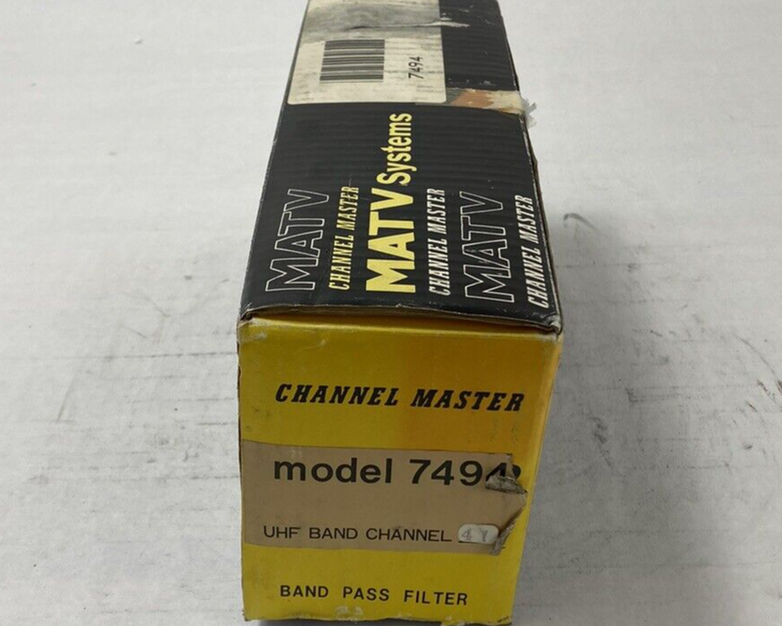 7494
MATV
CHANNEL MASTER
MATV Systems
CHANNEL MASTER
MATV
CHANNEL MASTER
CHANNEL MASTER
model 7494
UHF BAND CHANNEL
BAND PASS FILTER